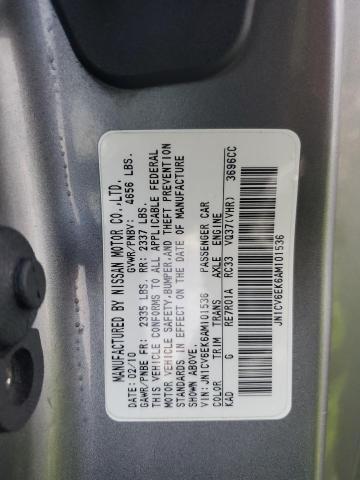 MANUFACTURED BY NISSAN MOTOR CO.,LTD.
02/10 GVWR/PNBV: 4656 LBS.
GAWR/PNBE FR: 2335 LBS. RR: 2337 LBS.
THIS VEHICLE CONFORMS TO ALL APPLICABLE FEDERAL
MOTOR VEHICLE SAFETY,BUMPER,AND THEFT PREVENTION
STANDARDS IN EFFECT ON THE DATE OF MANUFACTURE
SHOWN ABOVE.
VIN: JN1CV6EK6AM101536 PASSENGER CAR
COLOR TRIM TRANS AXLE ENGINE
KAD G RE7R01A RC33 VQ37(VHR) 3696CC
JN1CV6EK6AM101536